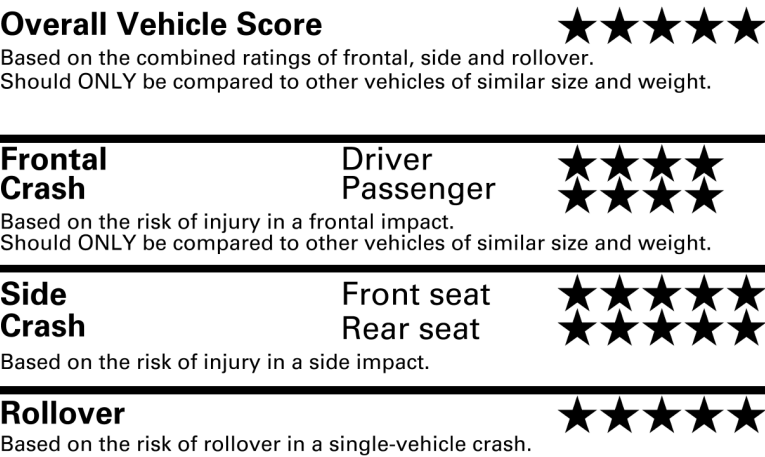 Overall Vehicle Score ★★★★★
Based on the combined ratings of frontal, side and rollover.
Should ONLY be compared to other vehicles of similar size and weight.
Frontal Driver ★★★★
Crash Passenger ★★★★
Based on the risk of injury in a frontal impact.
Should ONLY be compared to other vehicles of similar size and weight.
Side Front seat ★★★★★
Crash Rear seat ★★★★★
Based on the risk of injury in a side impact.
Rollover ★★★★★
Based on the risk of rollover in a single-vehicle crash.